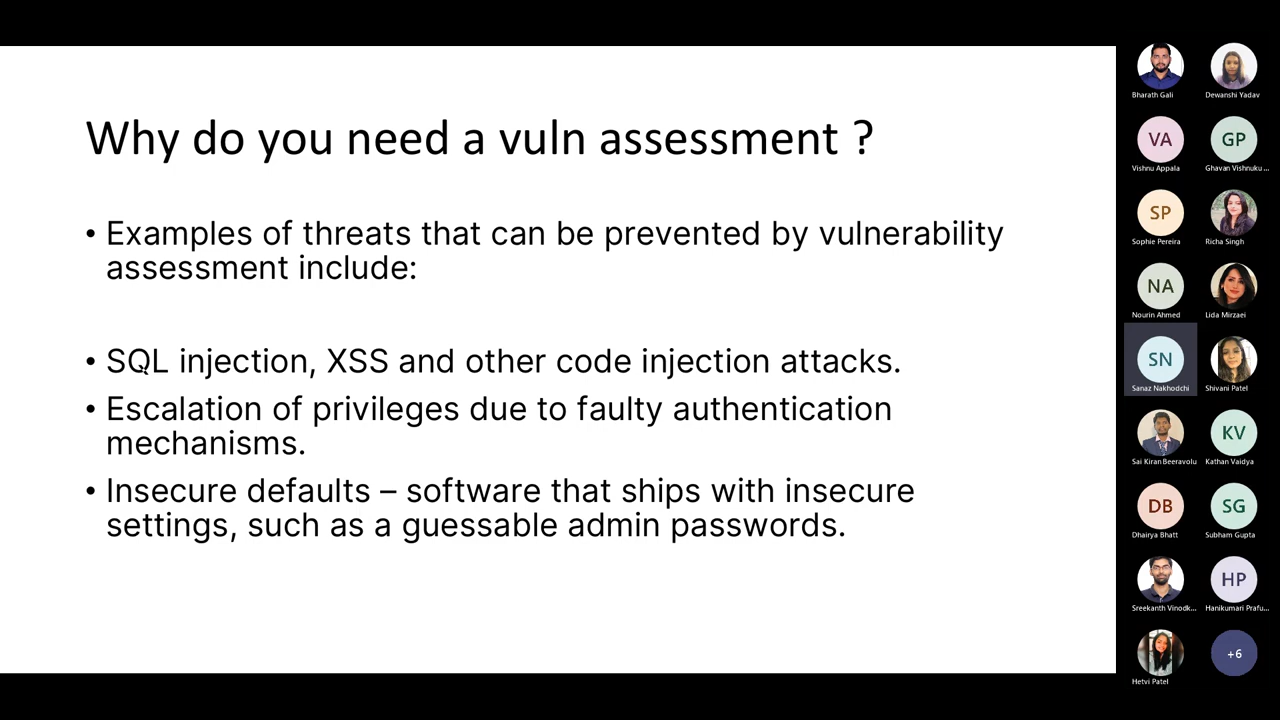 Why do you need a vuln assessment ?
• Examples of threats that can be prevented by vulnerability
assessment include:
• SQL injection, XSS and other code injection attacks.
• Escalation of privileges due to faulty authentication
mechanisms.
• Insecure defaults – software that ships with insecure
settings, such as a guessable admin passwords.
Bharath Gali
Dewanshi Yadav
VA
GP
Vishnu Appala
Ghavan Vishnuku...
SP
Sophie Pereira
Richa Singh
NA
Nourin Ahmed
Lida Mirzaei
SN
Sanaz Nakhodchi
Shivani Patel
KV
Sai Kiran Beeravolu
Kathan Vaidya
DB
SG
Dhairya Bhatt
Subham Gupta
HP
Sreekanth Vinodk...
Hanikumari Prafu...
+6
Hetvi Patel